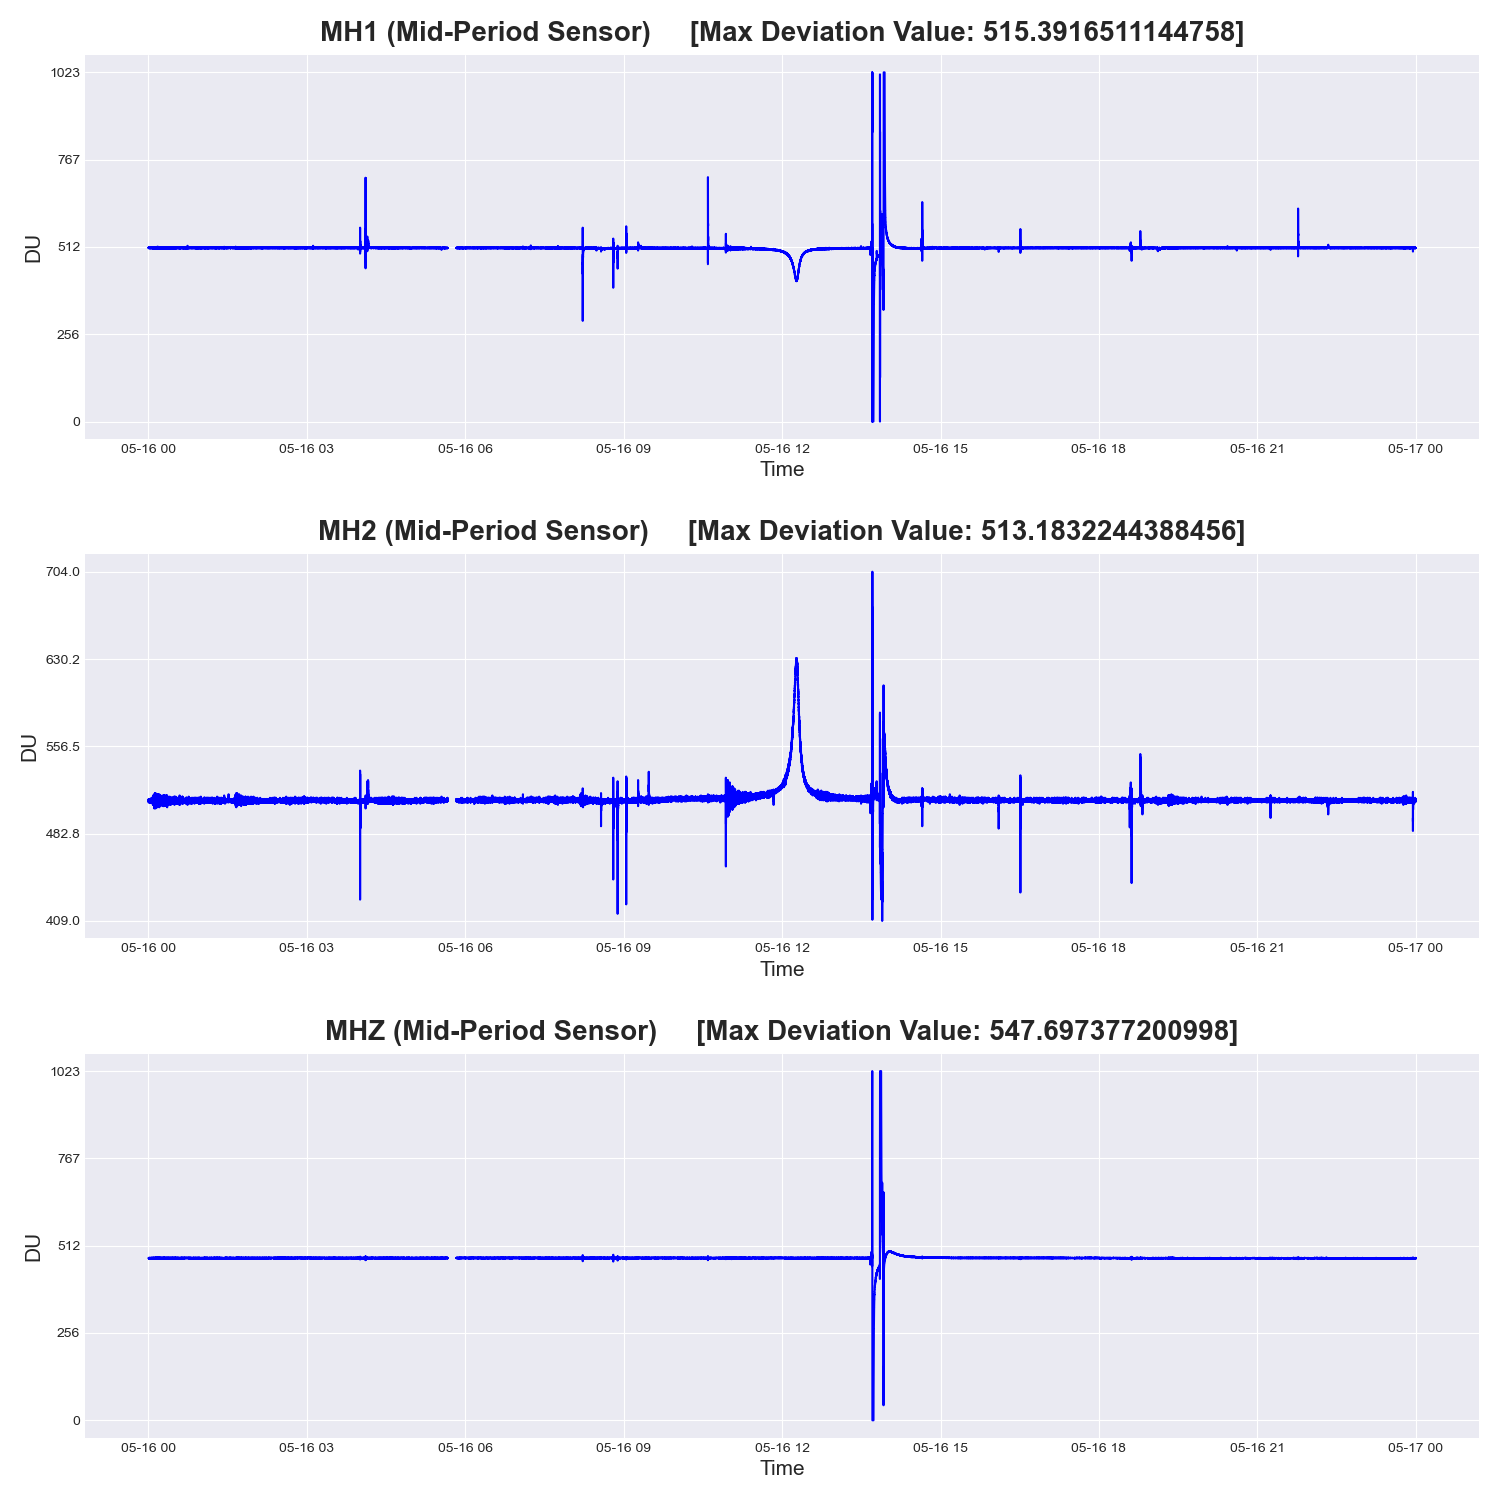 MH1 (Mid-Period Sensor) [Max Deviation Value: 515.3916511144758]
1023
767
512
256
0
DU
05-16 00 05-16 03 05-16 06 05-16 09 05-16 12 05-16 15 05-16 18 05-16 21 05-17 00
Time
MH2 (Mid-Period Sensor) [Max Deviation Value: 513.1832244388456]
704.0
630.2
556.5
482.8
409.0
DU
05-16 00 05-16 03 05-16 06 05-16 09 05-16 12 05-16 15 05-16 18 05-16 21 05-17 00
Time
MHZ (Mid-Period Sensor) [Max Deviation Value: 547.697377200998]
1023
767
512
256
0
DU
05-16 00 05-16 03 05-16 06 05-16 09 05-16 12 05-16 15 05-16 18 05-16 21 05-17 00
Time